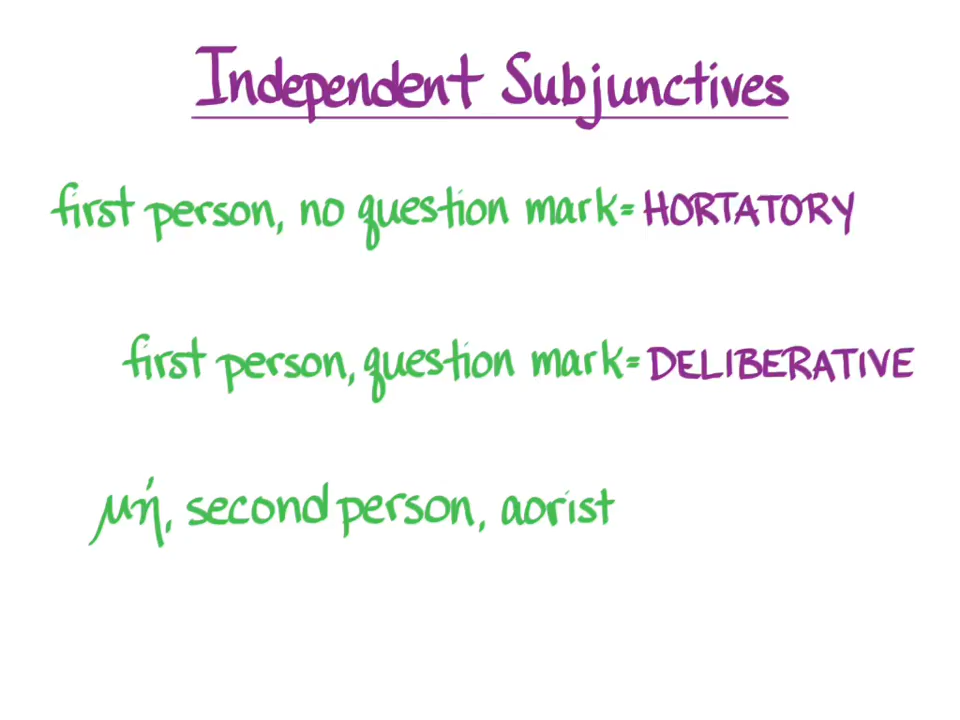 Independent Subjunctives
first person, no question mark = HORTATORY
first person, question mark = DELIBERATIVE
μή, second person, aorist